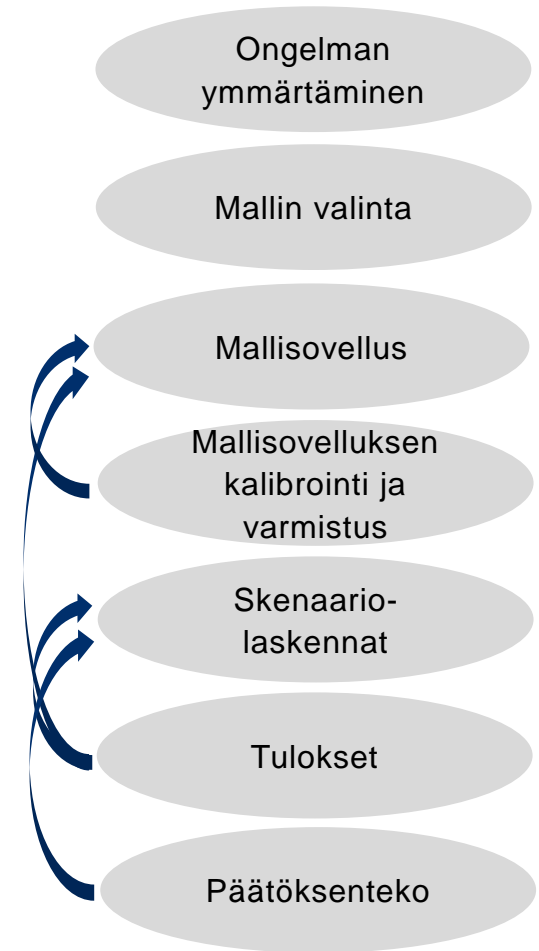 Ongelman
ymmärtäminen
Mallin valinta
Mallisovellus
Mallisovelluksen
kalibrointi ja
varmistus
Skenaario-
laskennat
Tulokset
Päätöksenteko